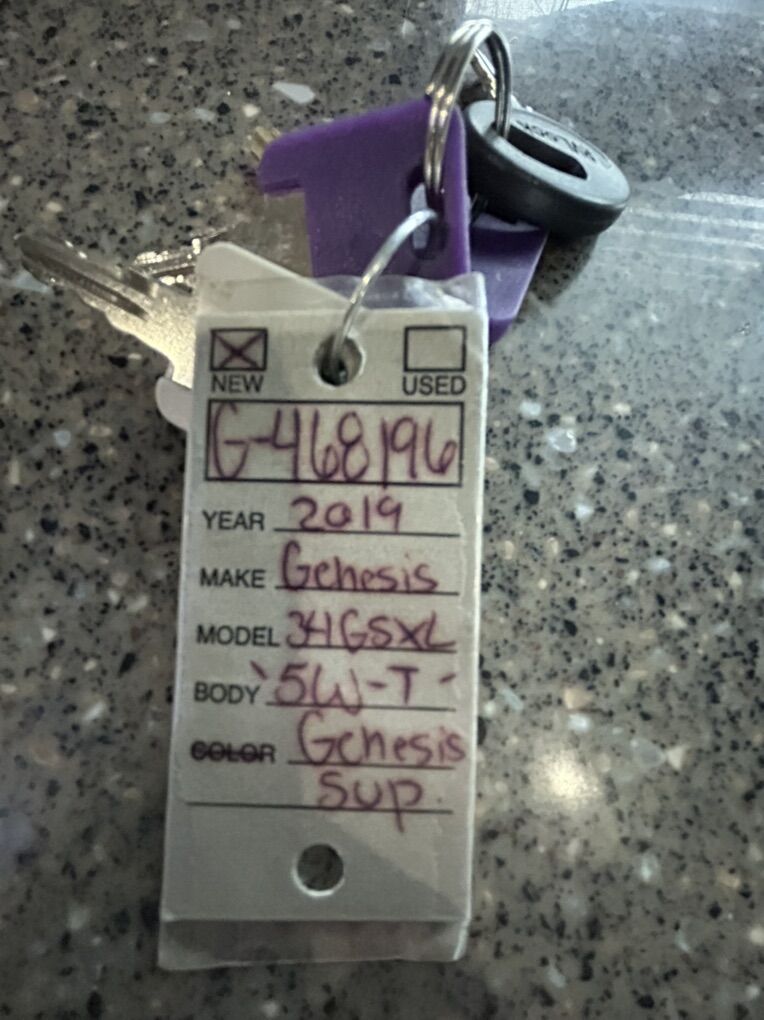 NEW USED
G-468196
YEAR 2019
MAKE Genesis
MODEL 34GSXL
BODY 5W-T
COLOR Genesis
Sup.